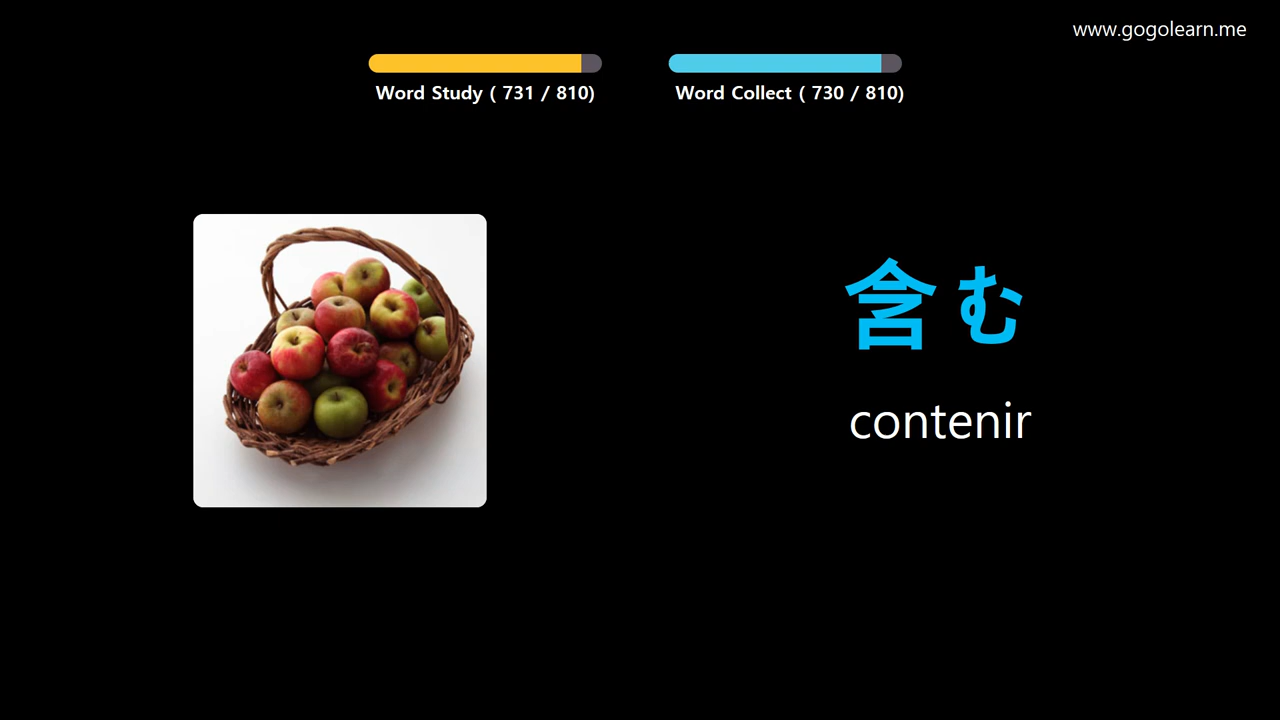 www.gogolearn.me
Word Study ( 731 / 810)
Word Collect ( 730 / 810)
含む
contenir